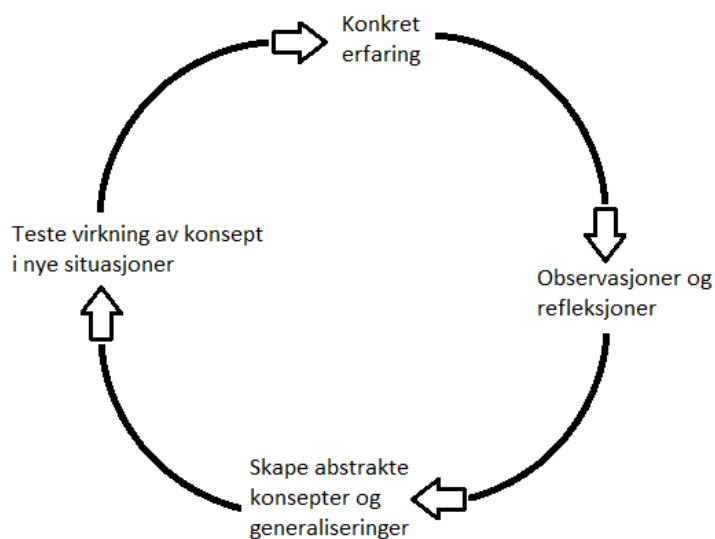 Konkret
erfaring
Observasjoner og
refleksjoner
Skape abstrakte
konsepter og
generaliseringer
Teste virkning av konsept
i nye situasjoner